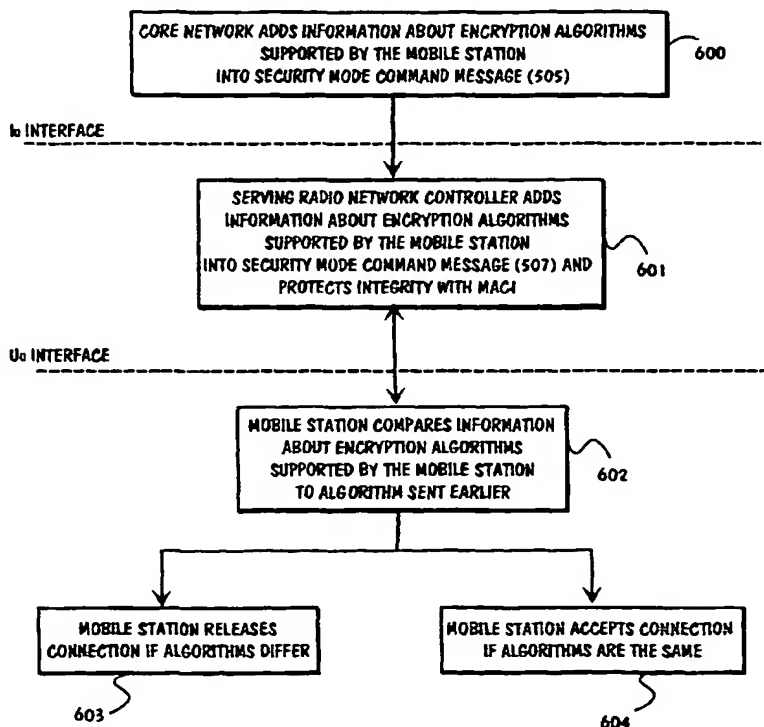 CORE NETWORK ADDS INFORMATION ABOUT ENCRYPTION ALGORITHMS
SUPPORTED BY THE MOBILE STATION
INTO SECURITY MODE COMMAND MESSAGE (505)
600
Iu INTERFACE
SERVING RADIO NETWORK CONTROLLER ADDS
INFORMATION ABOUT ENCRYPTION ALGORITHMS
SUPPORTED BY THE MOBILE STATION
INTO SECURITY MODE COMMAND MESSAGE (507) AND
PROTECTS INTEGRITY WITH MAC-I
601
Uu INTERFACE
MOBILE STATION COMPARES INFORMATION
ABOUT ENCRYPTION ALGORITHMS
SUPPORTED BY THE MOBILE STATION
TO ALGORITHM SENT EARLIER
602
MOBILE STATION RELEASES
CONNECTION IF ALGORITHMS DIFFER
603
MOBILE STATION ACCEPTS CONNECTION
IF ALGORITHMS ARE THE SAME
604